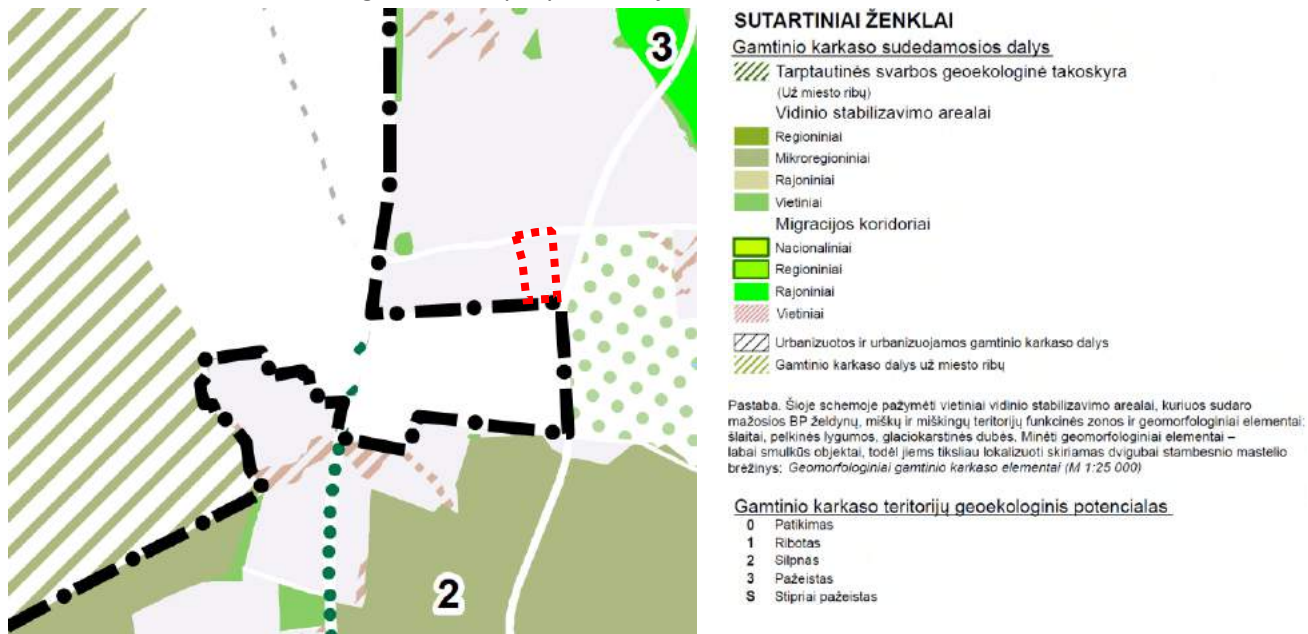 3
2
SUTARTINIAI ŽENKLAI
Gamtinio karkaso sudedamosios dalys
Tarptautinės svarbos geoekologinė takoskyra
(Už miesto ribų)
Vidinio stabilizavimo arealai
Regioniniai
Mikroregioniniai
Rajoniniai
Vietiniai
Migracijos koridoriai
Nacionaliniai
Regioniniai
Rajoniniai
Vietiniai
Urbanizuotos ir urbanizuojamos gamtinio karkaso dalys
Gamtinio karkaso dalys už miesto ribų
Pastaba. Šioje schemoje pažymėti vietiniai vidinio stabilizavimo arealai, kuriuos sudaro
mažosios BP želdynų, miškų ir miškingų teritorijų funkcinės zonos ir geomorfologiniai elementai:
šlaitai, pelkinės lygumos, glaciokarstinės dubės. Minėti geomorfologiniai elementai –
labai smulkūs objektai, todėl jiems tiksliau lokalizuoti skiriamas dvigubai stambesnio mastelio
brėžinys: Geomorfologiniai gamtinio karkaso elementai (M 1:25 000)
Gamtinio karkaso teritorijų geoekologinis potencialas
0 Patikimas
1 Ribotas
2 Silpnas
3 Pažeistas
S Stipriai pažeistas